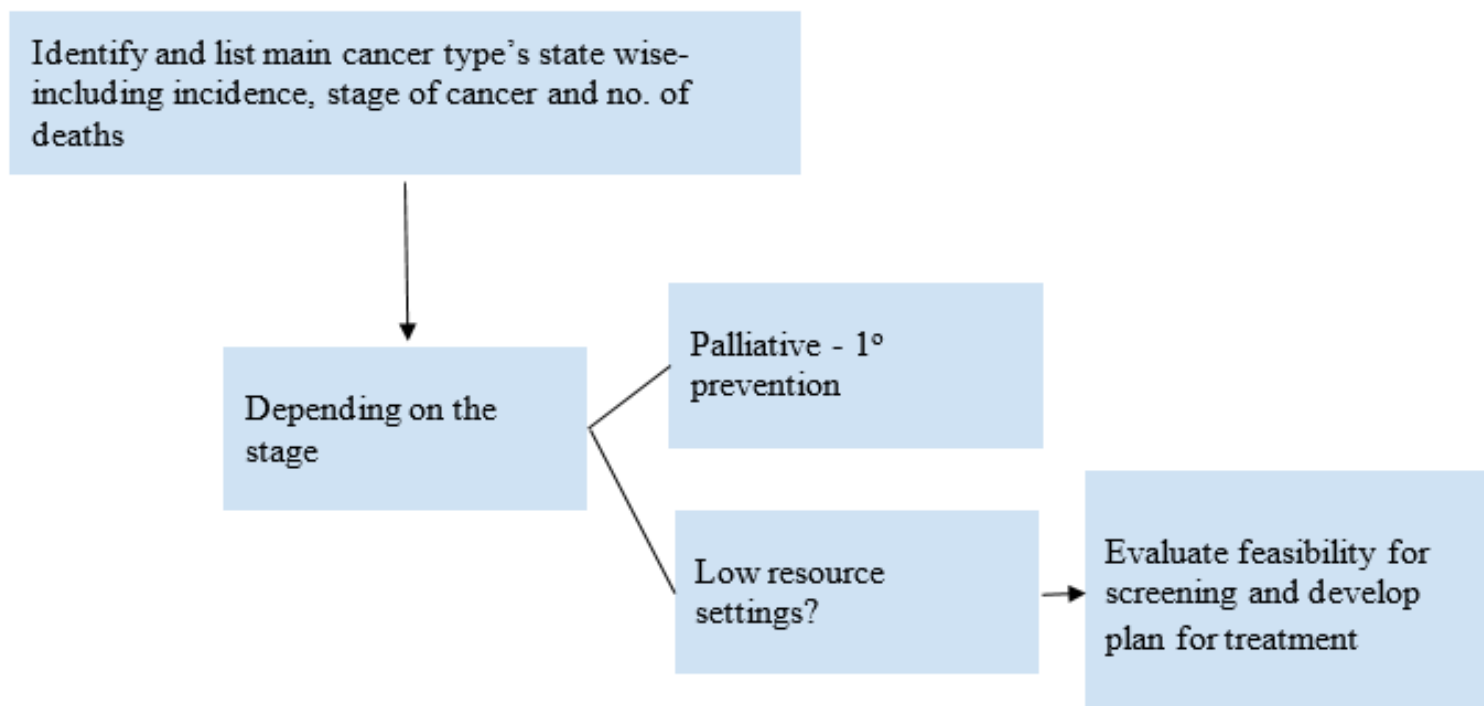 Identify and list main cancer type’s state wise-
including incidence, stage of cancer and no. of
deaths
Palliative - 1º
prevention
Depending on the
stage
Low resource
settings?
Evaluate feasibility for
screening and develop
plan for treatment